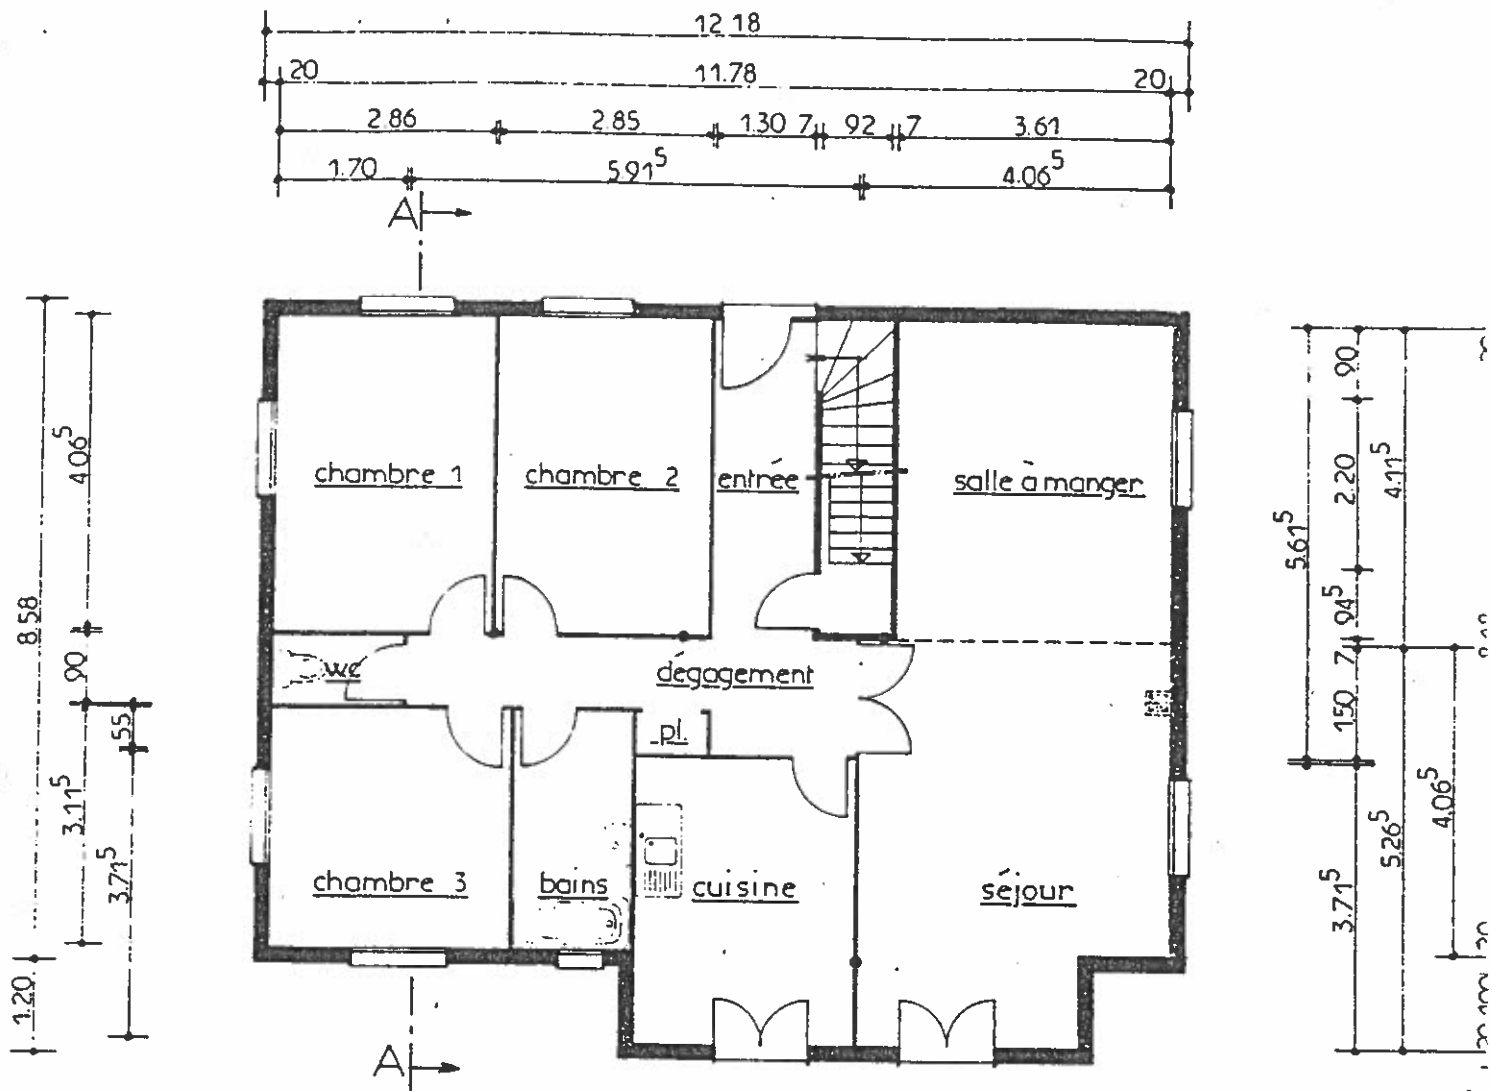 12 18
20 11.78 20
2.86 2.85 1.30 7 92 7 3.61
1.70 5.91⁵ 4.06⁵
A
chambre 1 chambre 2 entrée salle à manger
wc dégagement
pl.
chambre 3 bains cuisine séjour
A
8.58
1.20
4.06⁵
90
3.11⁵
55
3.71⁵
5.61⁵
90
2.20
94⁵
7
150
3.71⁵
4.11⁵
5.26⁵
4.06⁵